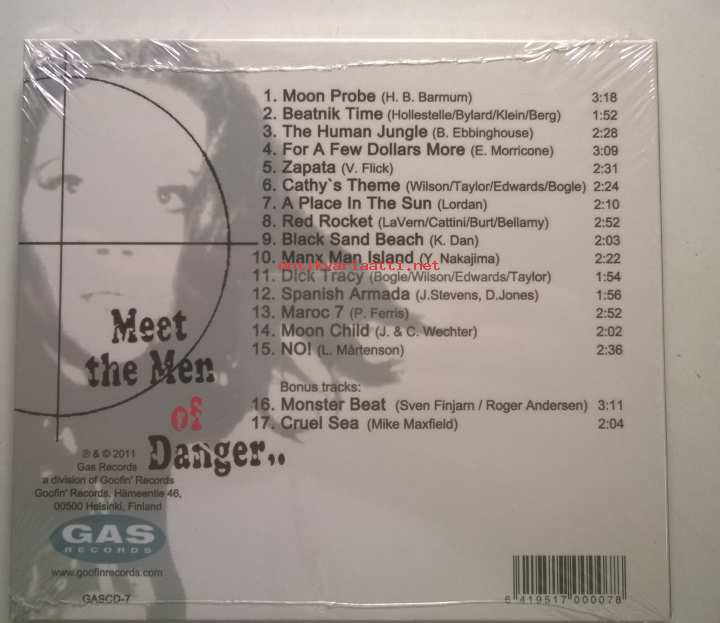 1. Moon Probe (H. B. Barmum) 3:18
2. Beatnik Time (Hollestelle/Bylard/Klein/Berg) 1:52
3. The Human Jungle (B. Ebbinghouse) 2:28
4. For A Few Dollars More (E. Morricone) 3:09
5. Zapata (V. Flick) 2:31
6. Cathy`s Theme (Wilson/Taylor/Edwards/Bogle) 2:24
7. A Place In The Sun (Lordan) 2:10
8. Red Rocket (LaVern/Cattini/Burt/Bellamy) 2:52
9. Black Sand Beach (K. Dan) 2:03
10. Manx Man Island (Y. Nakajima) 2:22
antikvariaatti.net
11. Dick Tracy (Bogle/Wilson/Edwards/Taylor) 1:54
12. Spanish Armada (J.Stevens, D.Jones) 1:56
13. Maroc 7 (P. Ferris) 2:52
14. Moon Child (J. & C. Wechter) 2:02
15. NO! (L. Mårtenson) 2:36
Bonus tracks:
16. Monster Beat (Sven Finjarn / Roger Andersen) 3:11
17. Cruel Sea (Mike Maxfield) 2:04
Meet
the Men
of
Danger..
℗ & © 2011
Gas Records
a division of Goofin' Records
Goofin' Records, Hämeentie 46,
00500 Helsinki, Finland
GAS
RECORDS
www.goofinrecords.com
GASCD-7
6 419517 000078